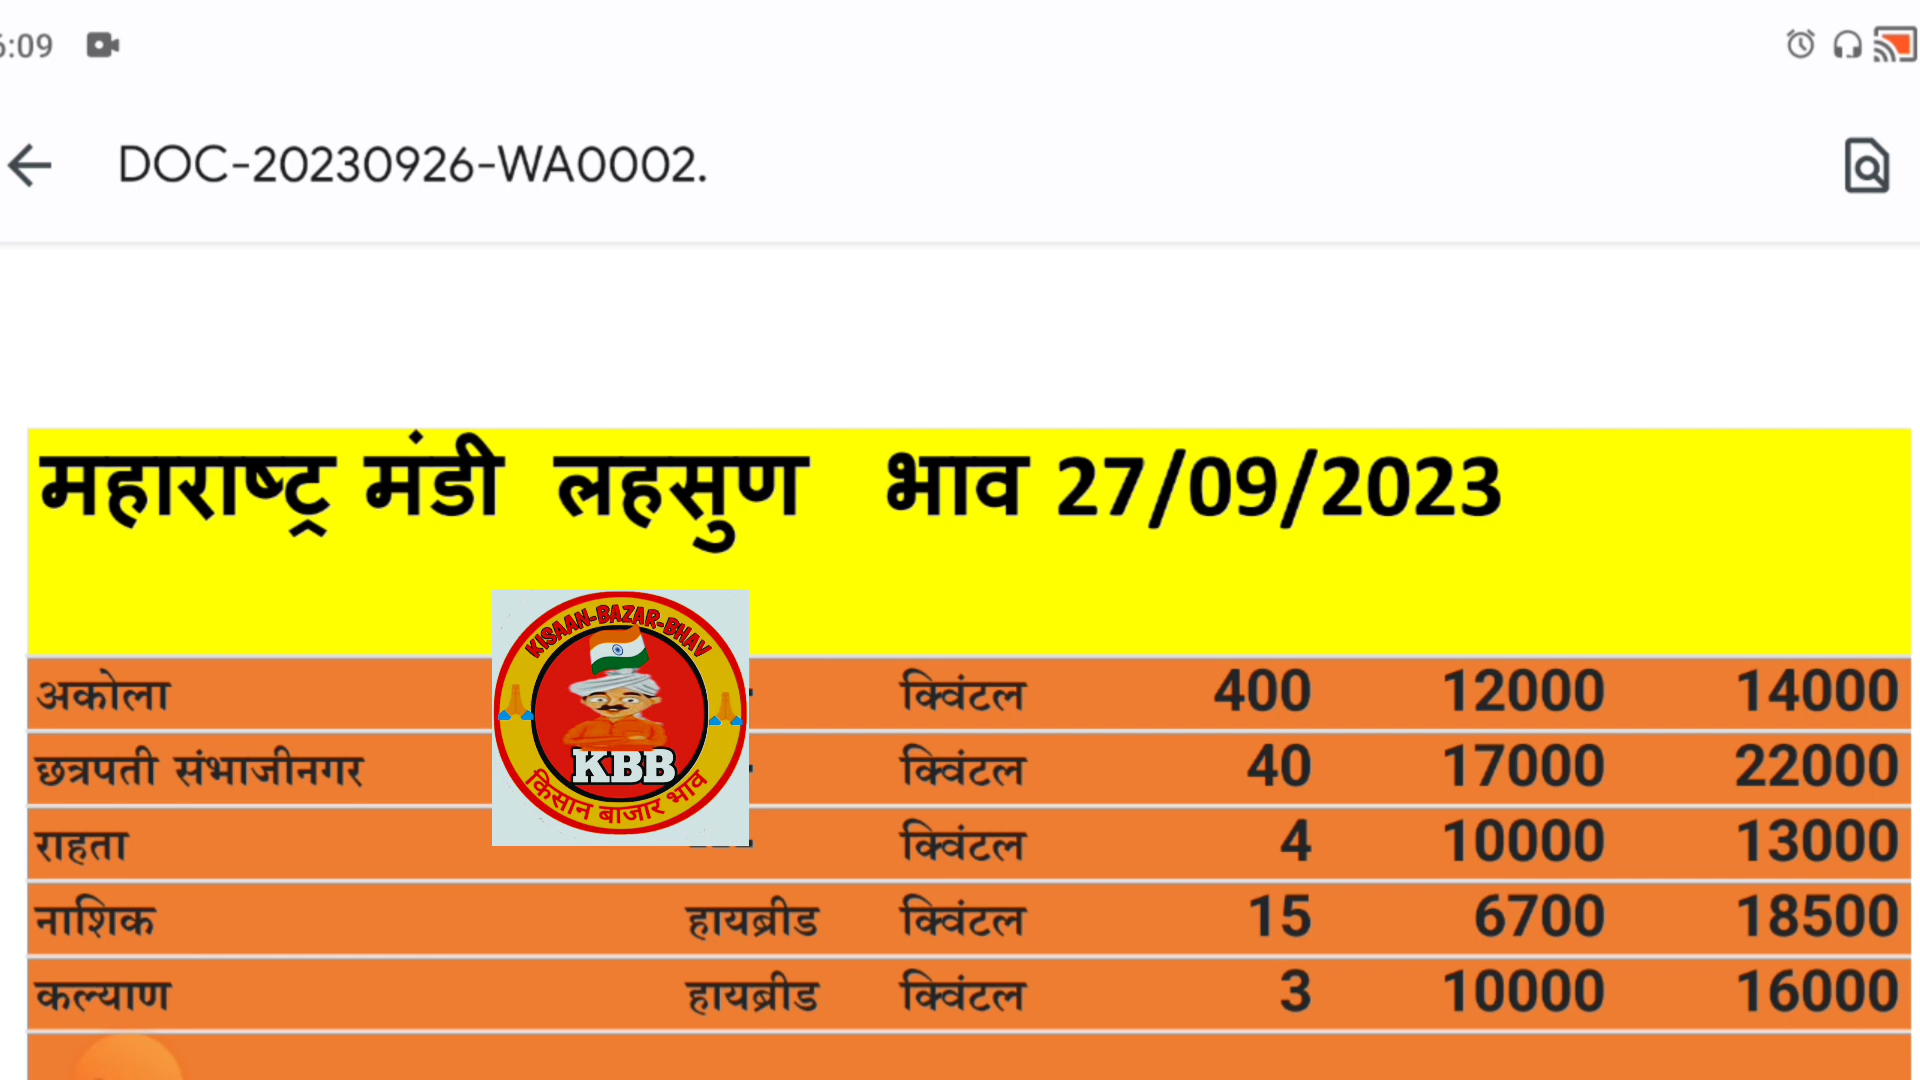 :09
DOC-20230926-WA0002.
महाराष्ट्र मंडी लहसुण भाव 27/09/2023
KISAAN-BAZAR-BHAV
KBB
किसान बाजार भाव
अकोला क्विंटल 400 12000 14000
छत्रपती संभाजीनगर क्विंटल 40 17000 22000
राहता क्विंटल 4 10000 13000
नाशिक हायब्रीड क्विंटल 15 6700 18500
कल्याण हायब्रीड क्विंटल 3 10000 16000